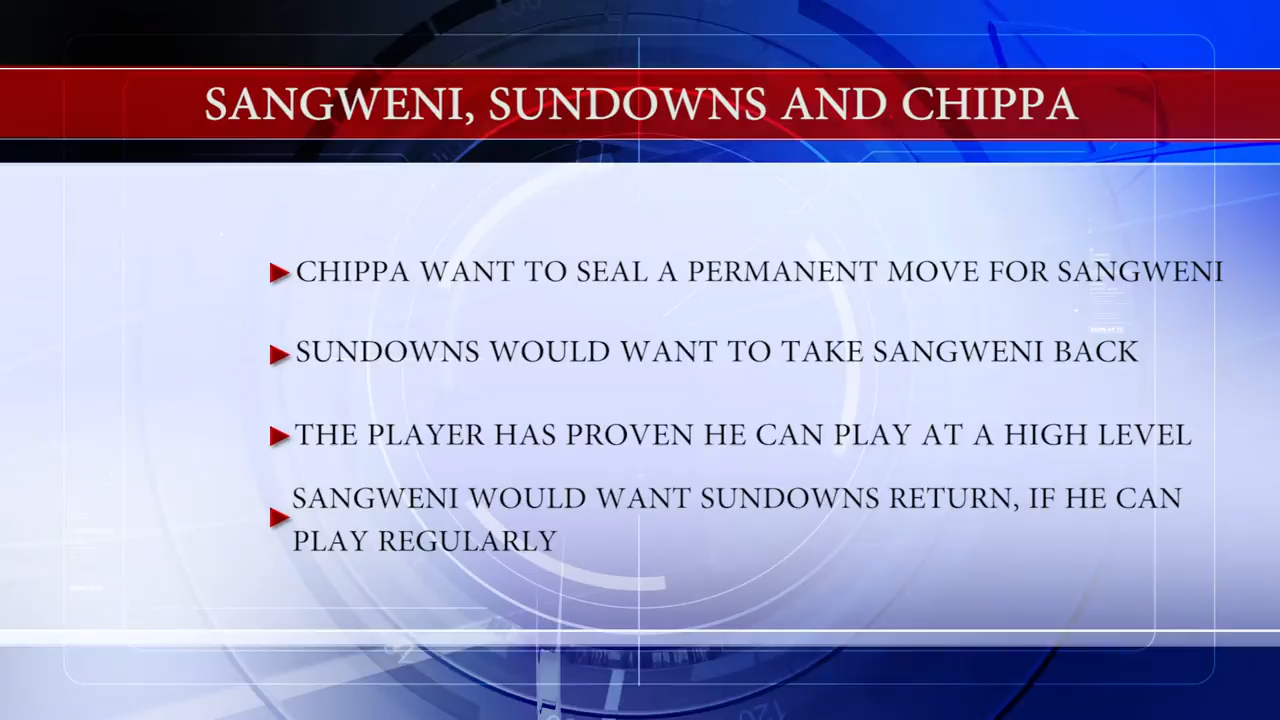 SANGWENI, SUNDOWNS AND CHIPPA
CHIPPA WANT TO SEAL A PERMANENT MOVE FOR SANGWENI
SUNDOWNS WOULD WANT TO TAKE SANGWENI BACK
THE PLAYER HAS PROVEN HE CAN PLAY AT A HIGH LEVEL
SANGWENI WOULD WANT SUNDOWNS RETURN, IF HE CAN
PLAY REGULARLY